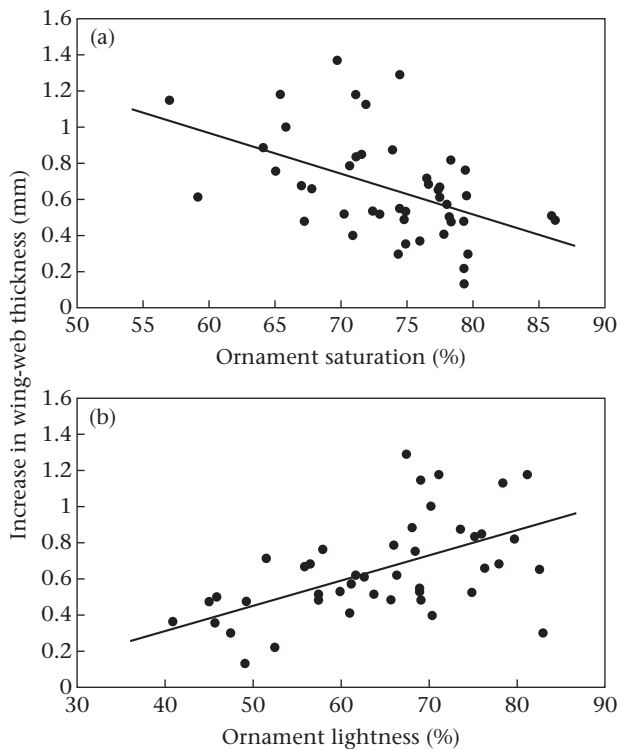 Increase in wing-web thickness (mm)
(a)
1.6
1.4
1.2
1
0.8
0.6
0.4
0.2
0
50 55 60 65 70 75 80 85 90
Ornament saturation (%)
(b)
1.6
1.4
1.2
1
0.8
0.6
0.4
0.2
0
30 40 50 60 70 80 90
Ornament lightness (%)